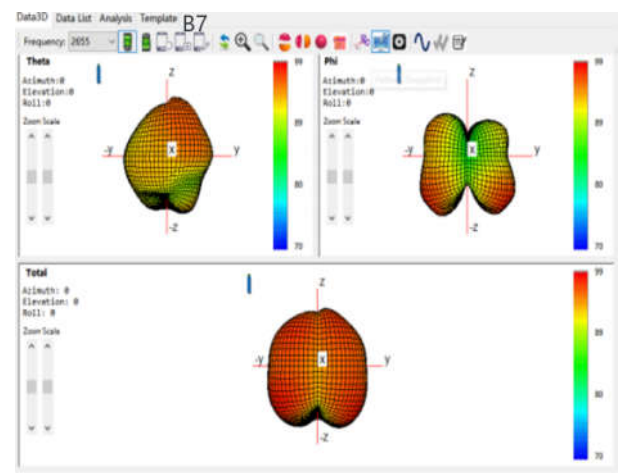 Data3D Data List Analysis Template B7
Frequency: 2655
Theta
Azimuth:0
Elevation:0
Roll:0
Zoom Scale
z
-y
x
y
-z
99
89
80
70
Phi
Azimuth:0
Elevation:0
Roll:0
Zoom Scale
z
-y
x
y
-z
99
89
80
70
Total
Azimuth: 0
Elevation: 0
Roll: 0
Zoom Scale
z
-y
x
y
-z
99
89
80
70